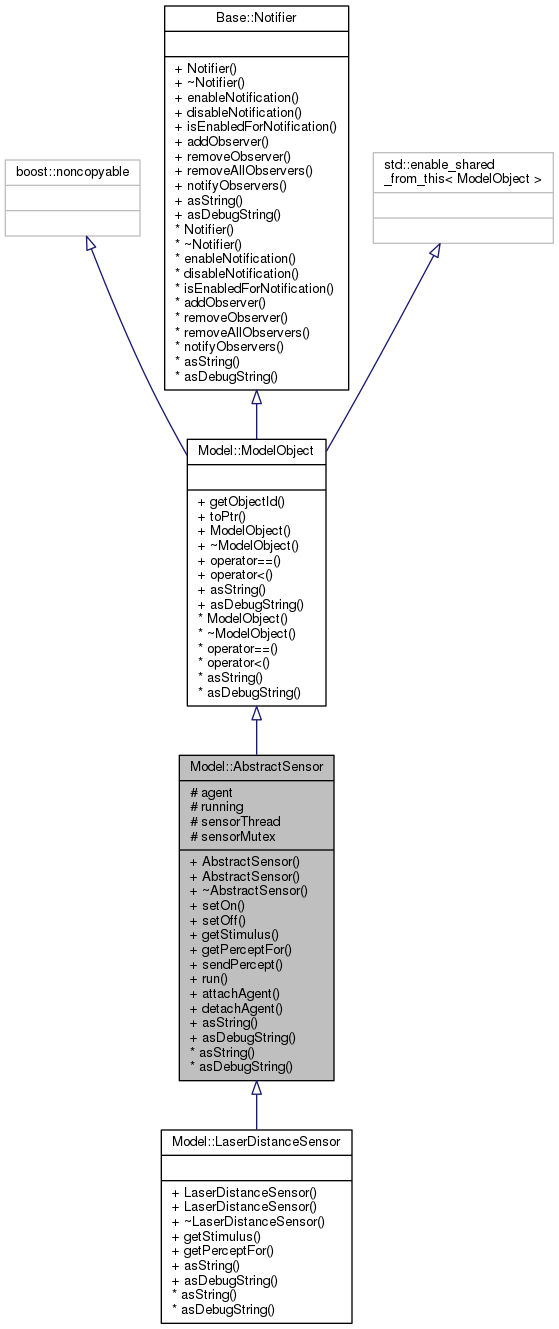 Base::Notifier
+ Notifier()
+ ~Notifier()
+ enableNotification()
+ disableNotification()
+ isEnabledForNotification()
+ addObserver()
+ removeObserver()
+ removeAllObservers()
+ notifyObservers()
+ asString()
+ asDebugString()
* Notifier()
* ~Notifier()
* enableNotification()
* disableNotification()
* isEnabledForNotification()
* addObserver()
* removeObserver()
* removeAllObservers()
* notifyObservers()
* asString()
* asDebugString()
boost::noncopyable
std::enable_shared
_from_this< ModelObject >
Model::ModelObject
+ getObjectId()
+ toPtr()
+ ModelObject()
+ ~ModelObject()
+ operator==()
+ operator<()
+ asString()
+ asDebugString()
* ModelObject()
* ~ModelObject()
* operator==()
* operator<()
* asString()
* asDebugString()
Model::AbstractSensor
# agent
# running
# sensorThread
# sensorMutex
+ AbstractSensor()
+ AbstractSensor()
+ ~AbstractSensor()
+ setOn()
+ setOff()
+ getStimulus()
+ getPerceptFor()
+ sendPercept()
+ run()
+ attachAgent()
+ detachAgent()
+ asString()
+ asDebugString()
* asString()
* asDebugString()
Model::LaserDistanceSensor
+ LaserDistanceSensor()
+ LaserDistanceSensor()
+ ~LaserDistanceSensor()
+ getStimulus()
+ getPerceptFor()
+ asString()
+ asDebugString()
* asString()
* asDebugString()